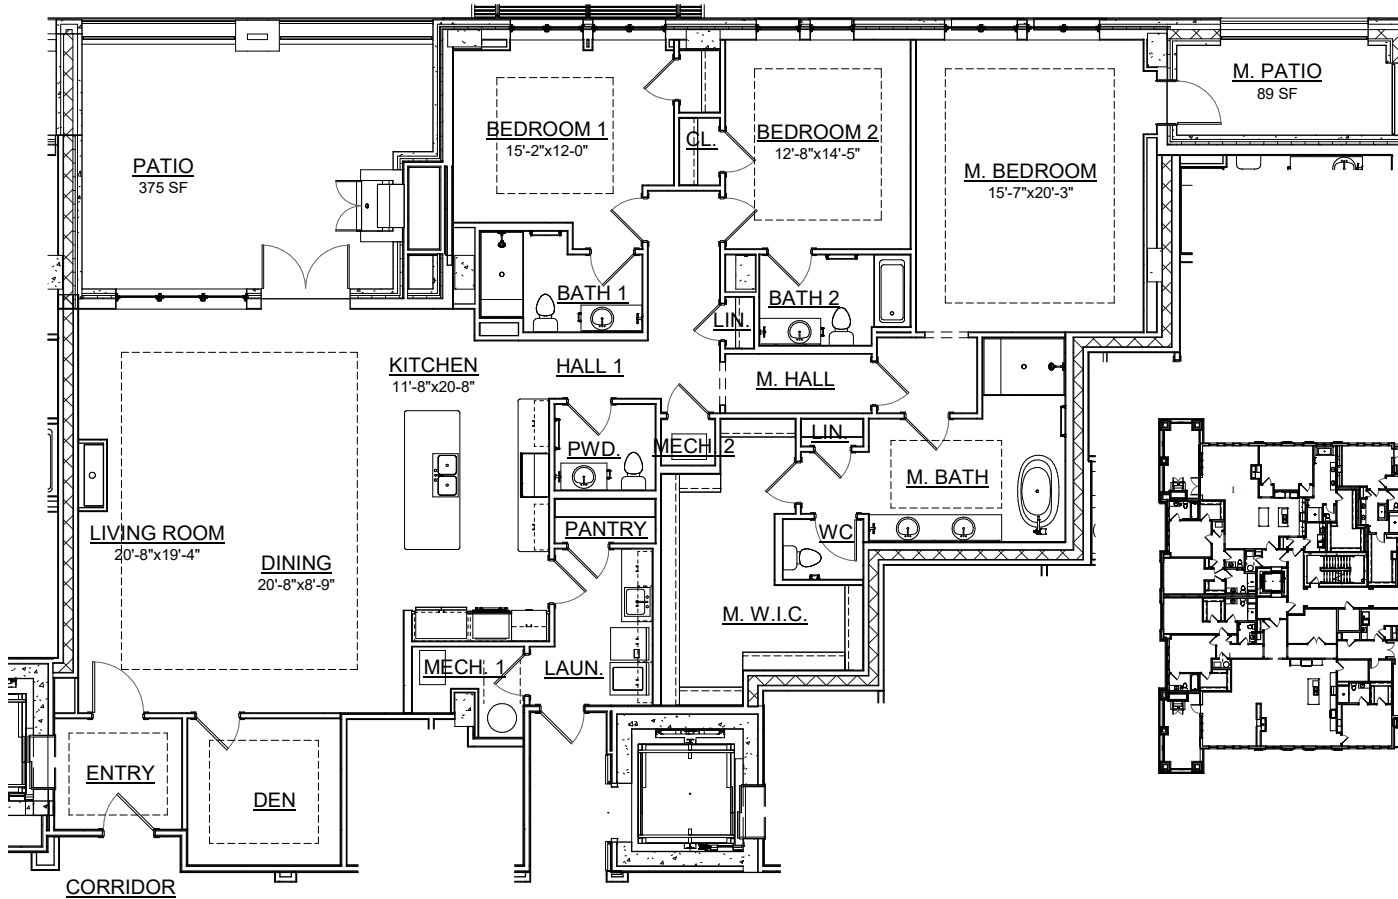 M. PATIO
89 SF
BEDROOM 1
15'-2"x12-0"
CL.
BEDROOM 2
12'-8"x14'-5"
M. BEDROOM
15'-7"x20'-3"
PATIO
375 SF
BATH 1
BATH 2
LIN.
KITCHEN
11'-8"x20-8"
HALL 1
M. HALL
PWD.
MECH. 2
LIN.
M. BATH
LIVING ROOM
20'-8"x19'-4"
DINING
20'-8"x8'-9"
PANTRY
WC
M. W.I.C.
MECH. 1
LAUN.
ENTRY
DEN
CORRIDOR